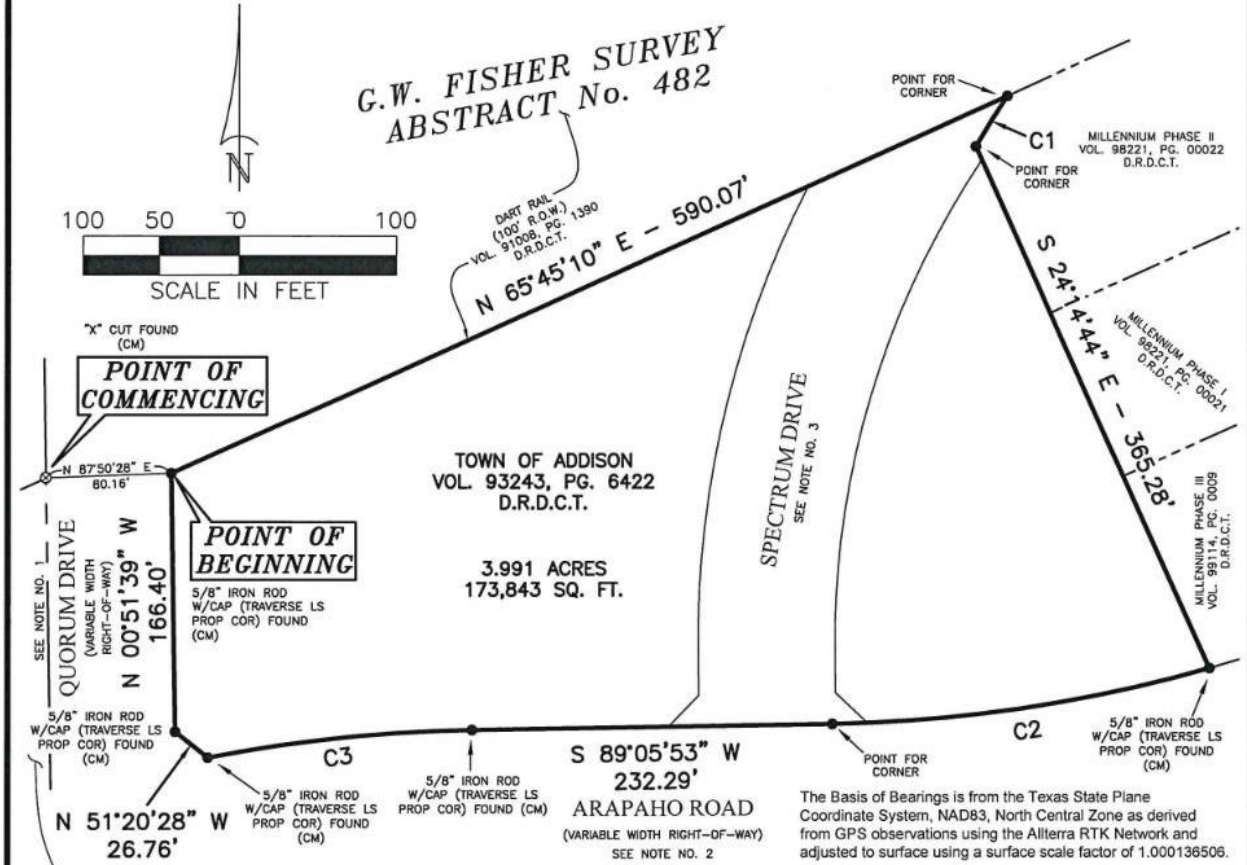 G.W. FISHER SURVEY
ABSTRACT No. 482
N
100 50 0 100
SCALE IN FEET
DART RAIL
(100' R.O.W.)
VOL. 91008, PG. 1390
D.R.D.C.T.
N 65°45'10" E - 590.07'
POINT FOR
CORNER
C1
POINT FOR
CORNER
MILLENNIUM PHASE II
VOL. 98221, PG. 00022
D.R.D.C.T.
S 24°14'44" E - 365.28'
MILLENNIUM PHASE I
VOL. 98221, PG. 00021
D.R.D.C.T.
MILLENNIUM PHASE III
VOL. 99114, PG. 0009
D.R.D.C.T.
"X" CUT FOUND
(CM)
POINT OF
COMMENCING
N 87°50'28" E
80.16'
POINT OF
BEGINNING
5/8" IRON ROD
W/CAP (TRAVERSE LS
PROP COR) FOUND
(CM)
TOWN OF ADDISON
VOL. 93243, PG. 6422
D.R.D.C.T.
3.991 ACRES
173,843 SQ. FT.
SPECTRUM DRIVE
SEE NOTE NO. 3
SEE NOTE NO. 1
QUORUM DRIVE
(VARIABLE WIDTH
RIGHT-OF-WAY)
N 00°51'39" W
166.40'
5/8" IRON ROD
W/CAP (TRAVERSE LS
PROP COR) FOUND
(CM)
N 51°20'28" W
26.76'
5/8" IRON ROD
W/CAP (TRAVERSE LS
PROP COR) FOUND
(CM)
C3
5/8" IRON ROD
W/CAP (TRAVERSE LS
PROP COR) FOUND (CM)
S 89°05'53" W
232.29'
ARAPAHO ROAD
(VARIABLE WIDTH RIGHT-OF-WAY)
SEE NOTE NO. 2
POINT FOR
CORNER
C2
5/8" IRON ROD
W/CAP (TRAVERSE LS
PROP COR) FOUND
(CM)
The Basis of Bearings is from the Texas State Plane
Coordinate System, NAD83, North Central Zone as derived
from GPS observations using the Allterra RTK Network and
adjusted to surface using a surface scale factor of 1.000136506.